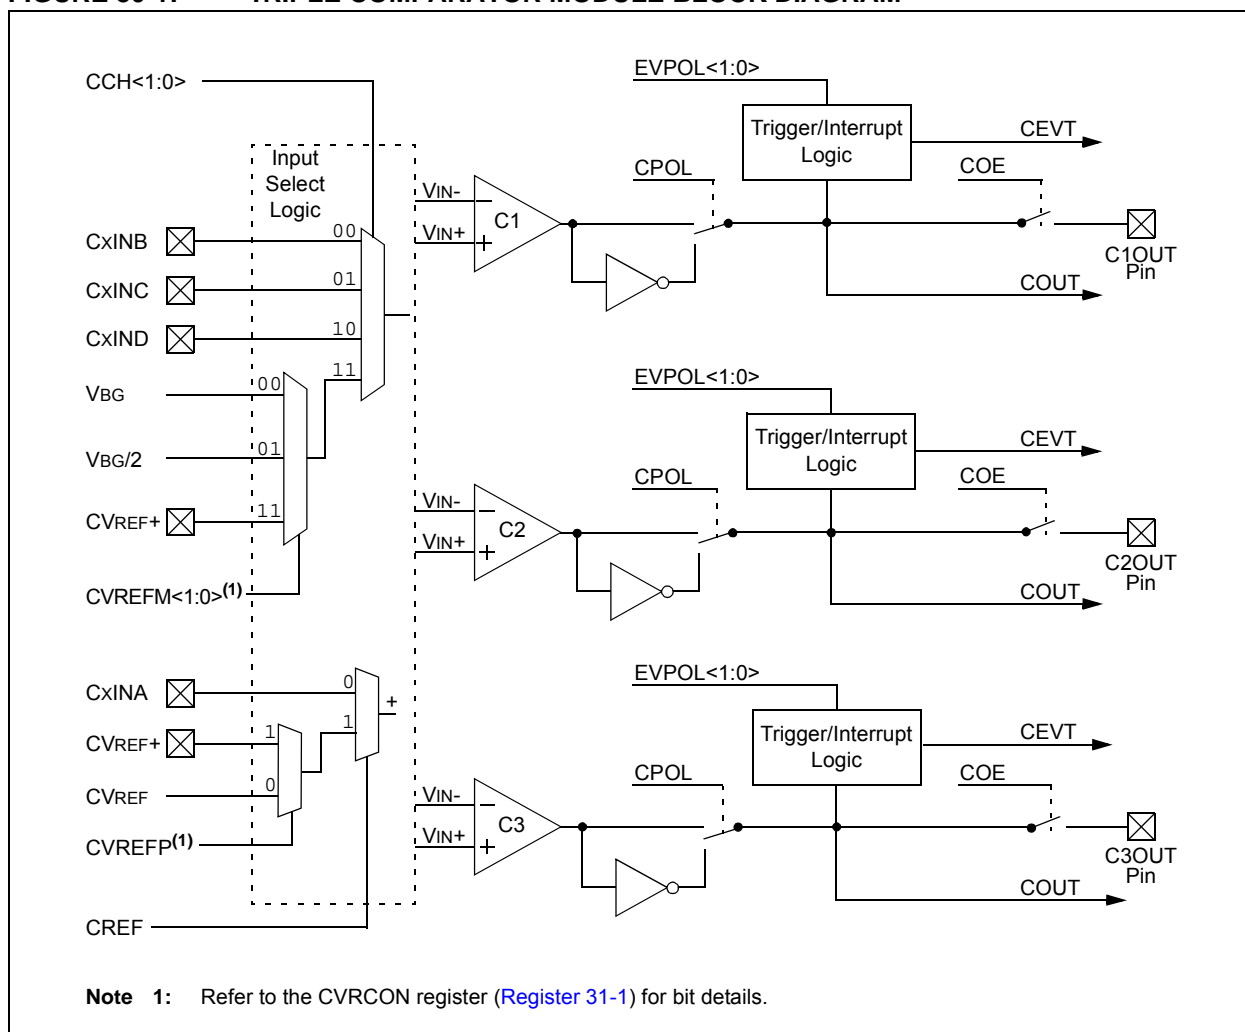 CCH<1:0>
Input
Select
Logic
CxINB
00
CxINC
01
CxIND
10
11
VBG
00
VBG/2
01
CVREF+
11
CVREFM<1:0>(1)
CxINA
0
+
CVREF+
1
1
CVREF
0
CVREFP(1)
CREF
EVPOL<1:0>
Trigger/Interrupt
Logic
CEVT
CPOL
COE
VIN-
–
C1
VIN+
+
C1OUT
Pin
COUT
EVPOL<1:0>
Trigger/Interrupt
Logic
CEVT
CPOL
COE
VIN-
–
C2
VIN+
+
C2OUT
Pin
COUT
EVPOL<1:0>
Trigger/Interrupt
Logic
CEVT
CPOL
COE
VIN-
–
C3
VIN+
+
C3OUT
Pin
COUT
Note 1: Refer to the CVRCON register (Register 31-1) for bit details.